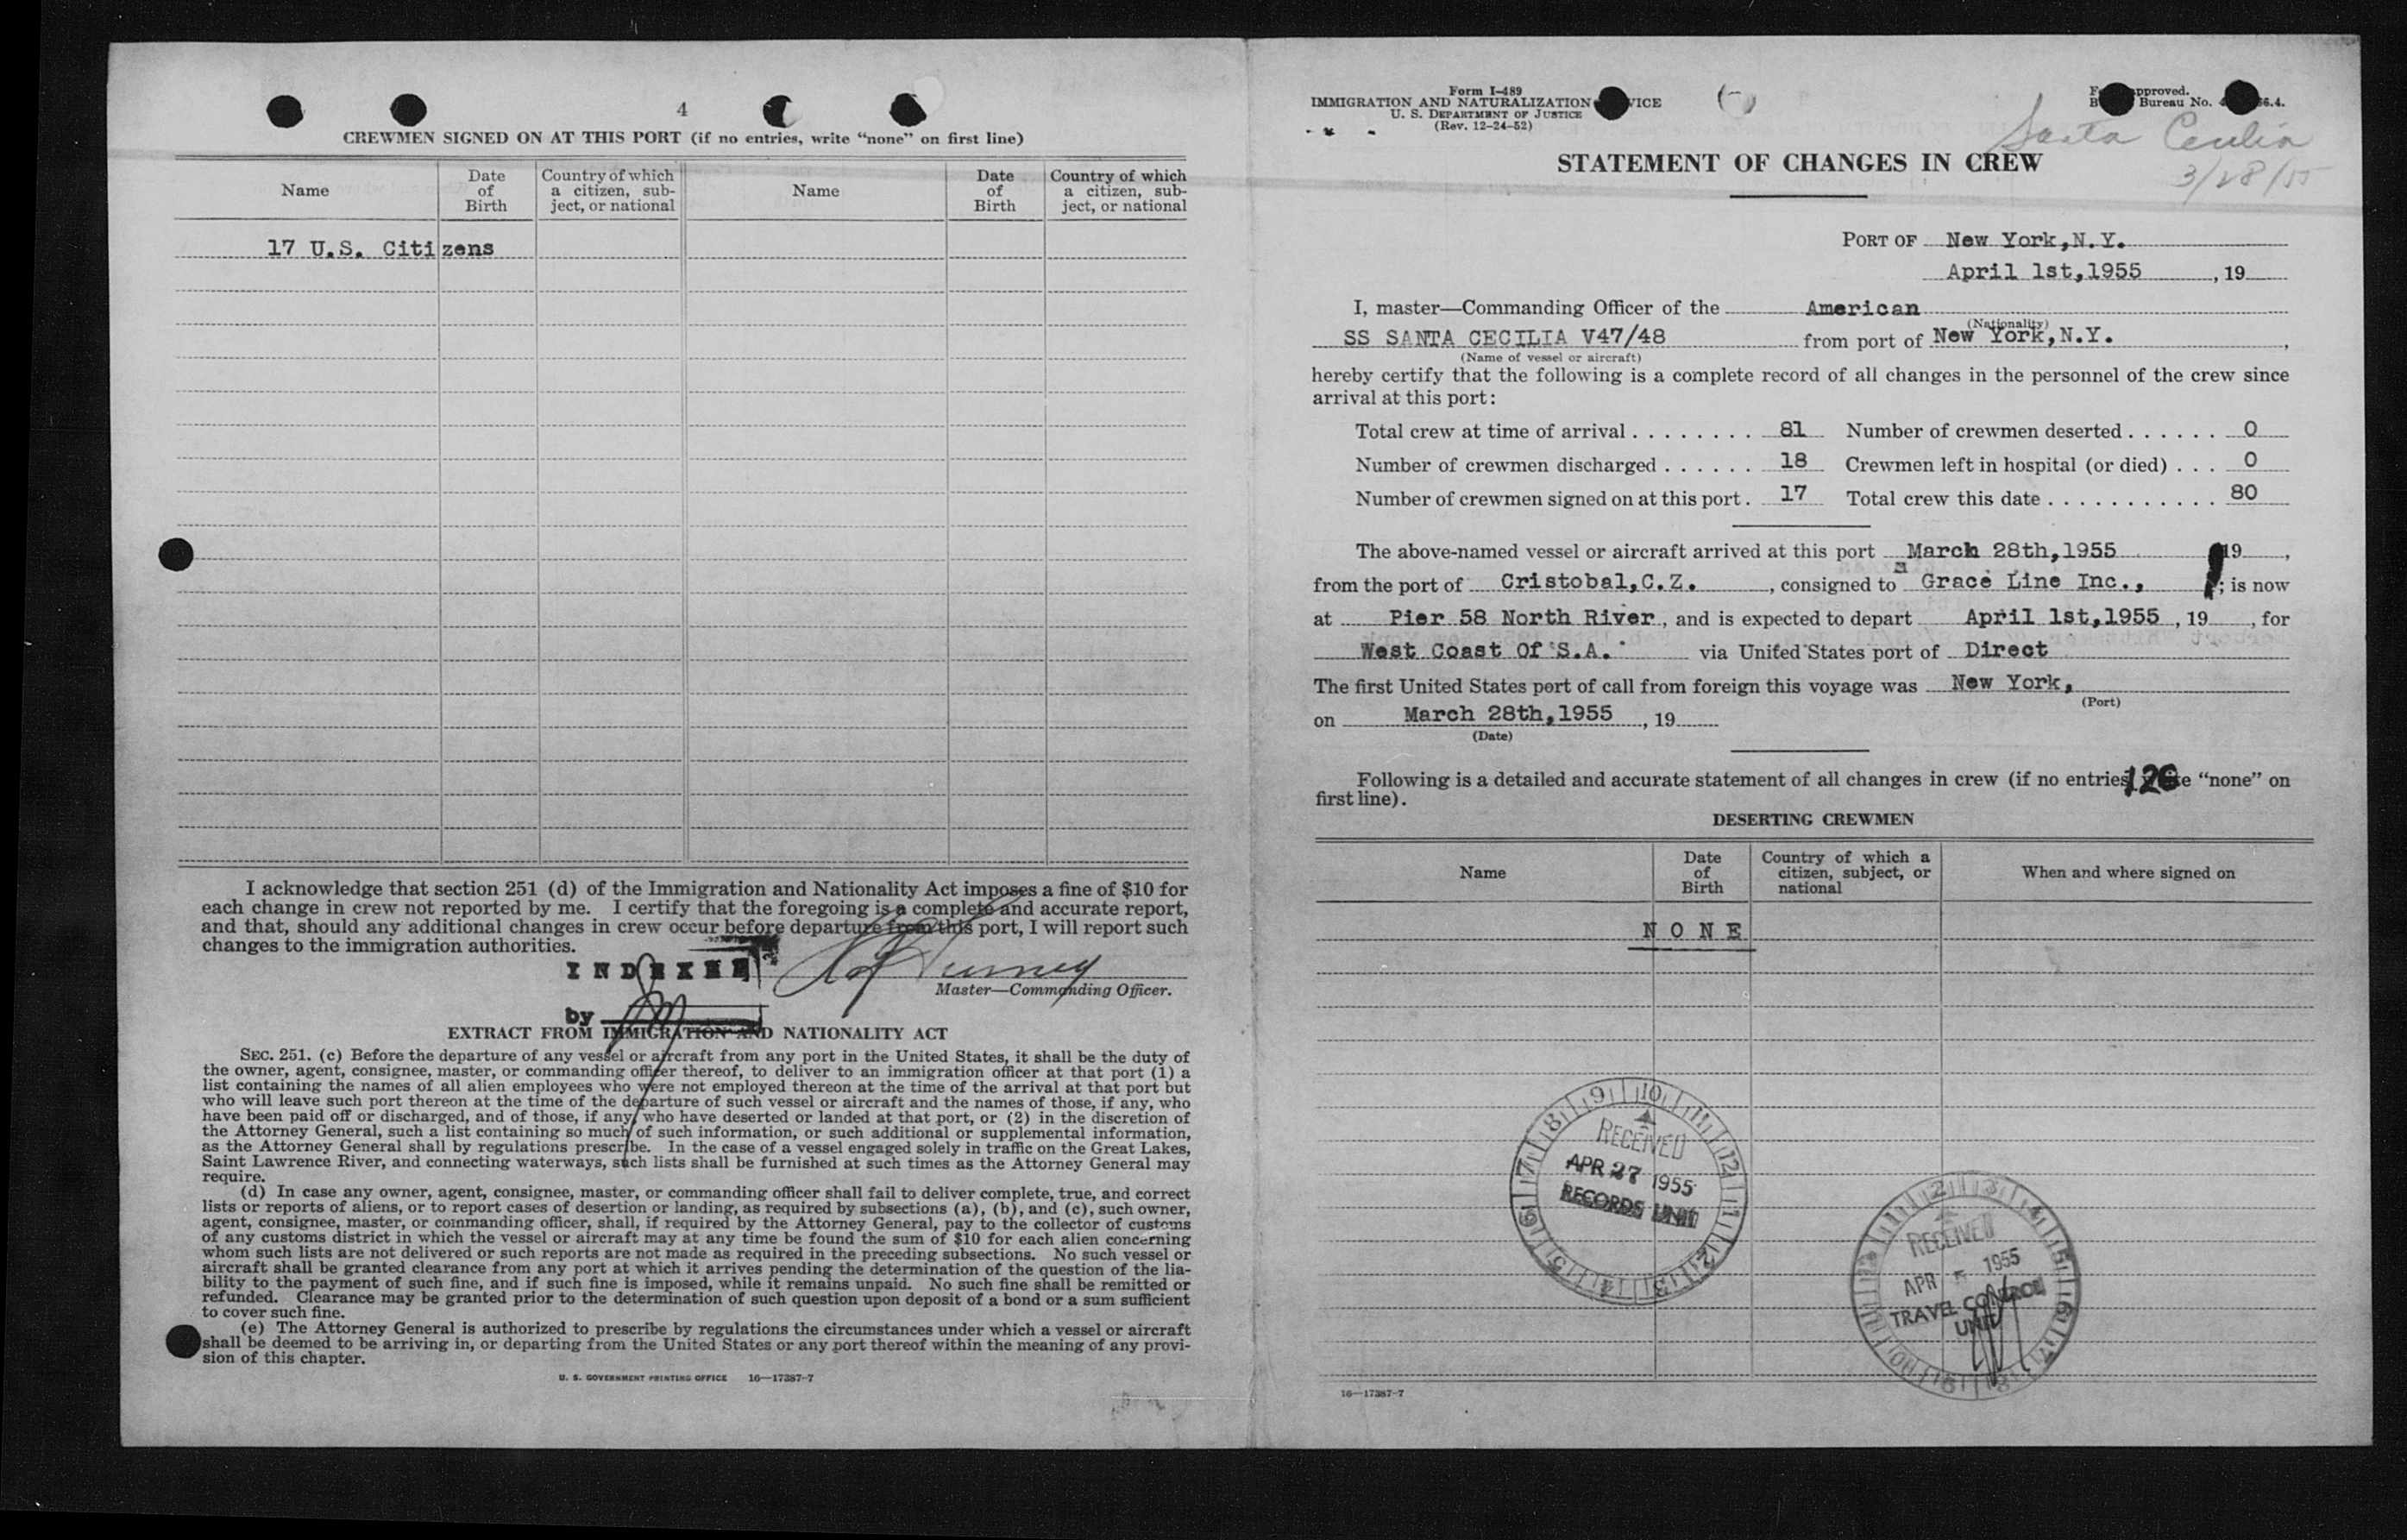 4
CREWMEN SIGNED ON AT THIS PORT (if no entries, write "none" on first line)
Name
Date of Birth
Country of which a citizen, subject, or national
Name
Date of Birth
Country of which a citizen, subject, or national
17 U.S. Citizens
I acknowledge that section 251 (d) of the Immigration and Nationality Act imposes a fine of $10 for
each change in crew not reported by me. I certify that the foregoing is a complete and accurate report,
and that, should any additional changes in crew occur before departure from this port, I will report such
changes to the immigration authorities.
INDEXED
Master—Commanding Officer.
by
EXTRACT FROM IMMIGRATION AND NATIONALITY ACT
SEC. 251. (c) Before the departure of any vessel or aircraft from any port in the United States, it shall be the duty of
the owner, agent, consignee, master, or commanding officer thereof, to deliver to an immigration officer at that port (1) a
list containing the names of all alien employees who were not employed thereon at the time of the arrival at that port but
who will leave such port thereon at the time of the departure of such vessel or aircraft and the names of those, if any, who
have been paid off or discharged, and of those, if any, who have deserted or landed at that port, or (2) in the discretion of
the Attorney General, such a list containing so much of such information, or such additional or supplemental information,
as the Attorney General shall by regulations prescribe. In the case of a vessel engaged solely in traffic on the Great Lakes,
Saint Lawrence River, and connecting waterways, such lists shall be furnished at such times as the Attorney General may
require.
(d) In case any owner, agent, consignee, master, or commanding officer shall fail to deliver complete, true, and correct
lists or reports of aliens, or to report cases of desertion or landing, as required by subsections (a), (b), and (c), such owner,
agent, consignee, master, or commanding officer, shall, if required by the Attorney General, pay to the collector of customs
of any customs district in which the vessel or aircraft may at any time be found the sum of $10 for each alien concerning
whom such lists are not delivered or such reports are not made as required in the preceding subsections. No such vessel or
aircraft shall be granted clearance from any port at which it arrives pending the determination of the question of the lia-
bility to the payment of such fine, and if such fine is imposed, while it remains unpaid. No such fine shall be remitted or
refunded. Clearance may be granted prior to the determination of such question upon deposit of a bond or a sum sufficient
to cover such fine.
(e) The Attorney General is authorized to prescribe by regulations the circumstances under which a vessel or aircraft
shall be deemed to be arriving in, or departing from the United States or any port thereof within the meaning of any provi-
sion of this chapter.
U. S. GOVERNMENT PRINTING OFFICE 16—17387-7
Form I-489
IMMIGRATION AND NATURALIZATION VICE
U. S. DEPARTMENT OF JUSTICE
(Rev. 12-24-52)
pproved.
Bureau No. 6.4.
Santa Cecilia
3/28/55
STATEMENT OF CHANGES IN CREW
PORT OF New York,N.Y.
April 1st,1955, 19
I, master—Commanding Officer of the American
(Nationality)
SS SANTA CECILIA V47/48 from port of New York,N.Y.,
(Name of vessel or aircraft)
hereby certify that the following is a complete record of all changes in the personnel of the crew since
arrival at this port:
Total crew at time of arrival . . . . . . . . 81 Number of crewmen deserted . . . . . . 0
Number of crewmen discharged . . . . . . 18 Crewmen left in hospital (or died) . . . 0
Number of crewmen signed on at this port . 17 Total crew this date . . . . . . . . . . . . 80
The above-named vessel or aircraft arrived at this port March 28th,1955 19 ,
from the port of Cristobal,C.Z. , consigned to Grace Line Inc., ; is now
at Pier 58 North River, and is expected to depart April 1st,1955 , 19 , for
West Coast Of S.A. via United States port of Direct
The first United States port of call from foreign this voyage was New York,
(Port)
on March 28th,1955 , 19
(Date)
Following is a detailed and accurate statement of all changes in crew (if no entries, write "none" on
126
first line).
DESERTING CREWMEN
Name
Date of Birth
Country of which a citizen, subject, or national
When and where signed on
NONE
9 10 11 12 1 2 3 4 5 6 7 8
RECEIVED
APR 27 1955
RECORDS UNIT
RECEIVED
APR 1955
TRAVEL CONTROL
UNIT
16—17387-7